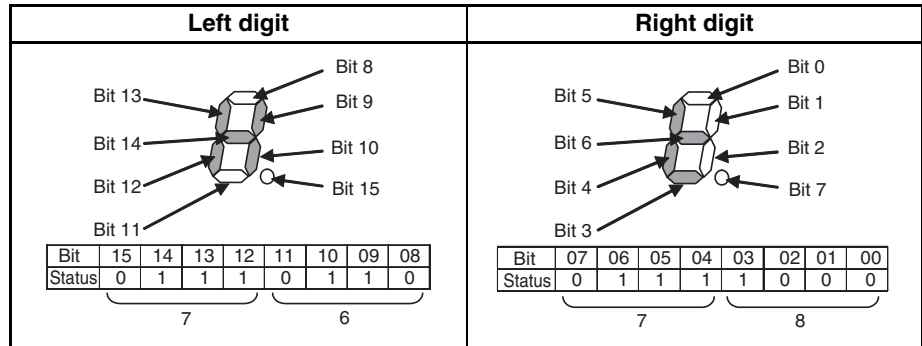 Left digit Right digit
Bit 8
Bit 13
Bit 9
Bit 14
Bit 10
Bit 12
Bit 15
Bit 11
Bit 15 14 13 12 11 10 09 08
Status 0 1 1 1 0 1 1 0
7 6
Bit 0
Bit 5
Bit 1
Bit 6
Bit 2
Bit 4
Bit 7
Bit 3
Bit 07 06 05 04 03 02 01 00
Status 0 1 1 1 1 0 0 0
7 8